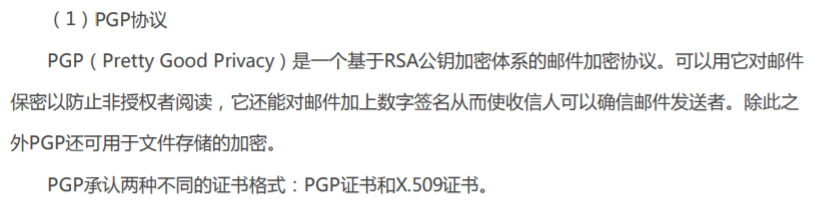 （1）PGP协议
PGP（Pretty Good Privacy）是一个基于RSA公钥加密体系的邮件加密协议。可以用它对邮件
保密以防止非授权者阅读，它还能对邮件加上数字签名从而使收信人可以确信邮件发送者。除此之
外PGP还可用于文件存储的加密。
PGP承认两种不同的证书格式：PGP证书和X.509证书。